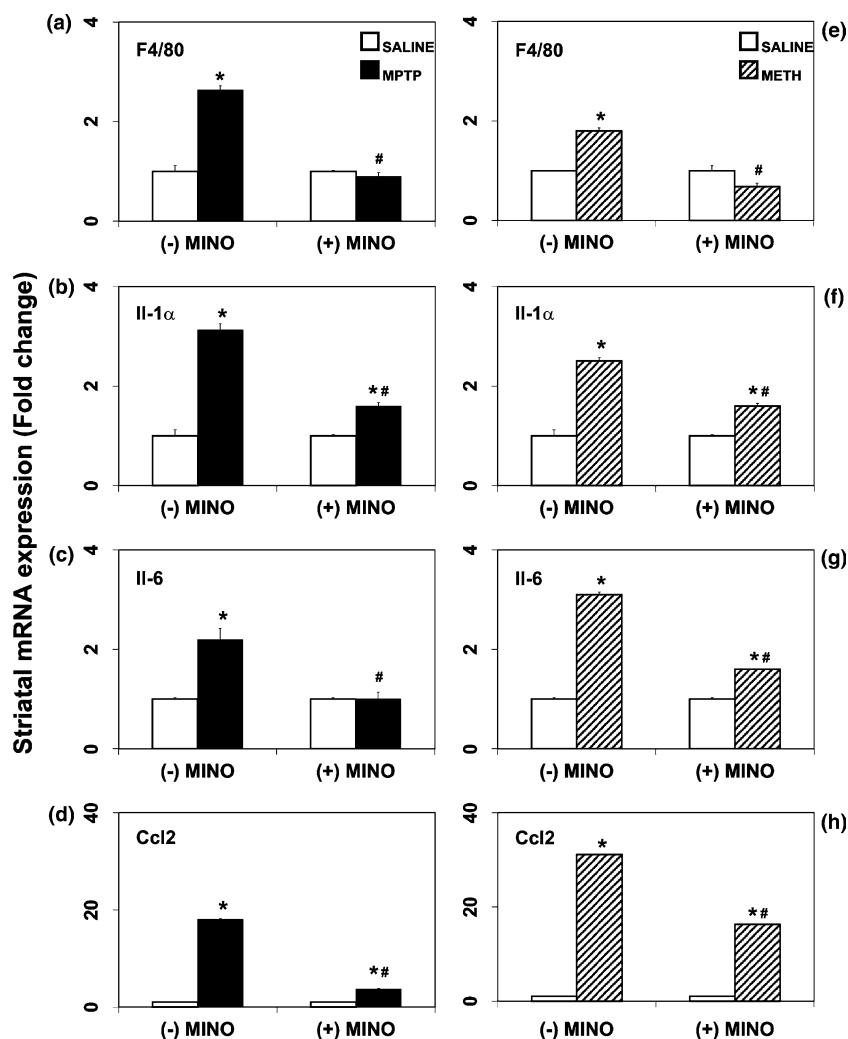 Striatal mRNA expression (Fold change)
(a)
F4/80
SALINE
MPTP
4
2
0
*
#
(-) MINO
(+) MINO
(e)
F4/80
SALINE
METH
4
2
0
*
#
(-) MINO
(+) MINO
(b)
Il-1α
4
2
0
*
*#
(-) MINO
(+) MINO
(f)
Il-1α
4
2
0
*
*#
(-) MINO
(+) MINO
(c)
Il-6
4
2
0
*
#
(-) MINO
(+) MINO
(g)
Il-6
4
2
0
*
*#
(-) MINO
(+) MINO
(d)
Ccl2
40
20
0
*
*#
(-) MINO
(+) MINO
(h)
Ccl2
40
20
0
*
*#
(-) MINO
(+) MINO